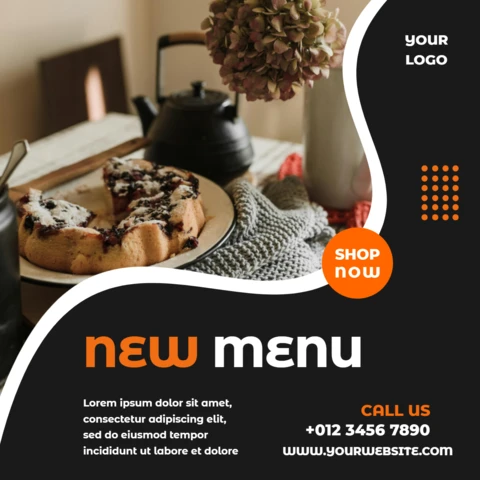 YOUR
LOGO
SHOP
now
new menu
Lorem ipsum dolor sit amet,
consectetur adipiscing elit,
sed do eiusmod tempor
incididunt ut labore et dolore
CALL US
+012 3456 7890
www.yourwebsite.com